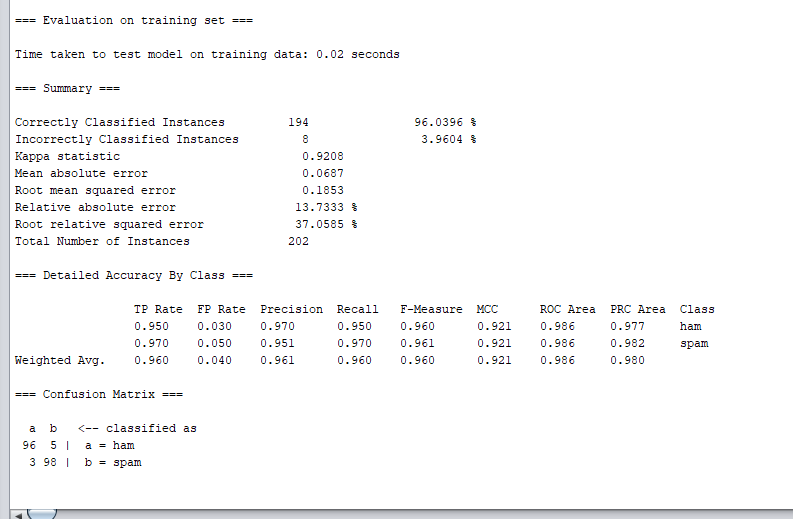 === Evaluation on training set ===
Time taken to test model on training data: 0.02 seconds
=== Summary ===
Correctly Classified Instances 194 96.0396 %
Incorrectly Classified Instances 8 3.9604 %
Kappa statistic 0.9208
Mean absolute error 0.0687
Root mean squared error 0.1853
Relative absolute error 13.7333 %
Root relative squared error 37.0585 %
Total Number of Instances 202
=== Detailed Accuracy By Class ===
TP Rate FP Rate Precision Recall F-Measure MCC ROC Area PRC Area Class
0.950 0.030 0.970 0.950 0.960 0.921 0.986 0.977 ham
0.970 0.050 0.951 0.970 0.961 0.921 0.986 0.982 spam
Weighted Avg. 0.960 0.040 0.961 0.960 0.960 0.921 0.986 0.980
=== Confusion Matrix ===
a b <-- classified as
96 5 | a = ham
3 98 | b = spam